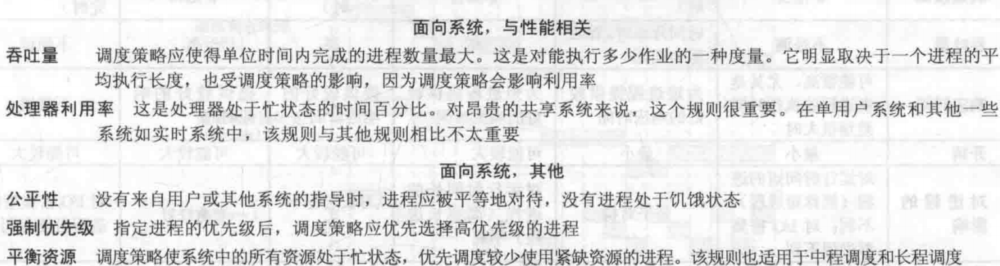 面向系统，与性能相关
吞吐量 调度策略应使得单位时间内完成的进程数量最大。这是对能执行多少作业的一种度量。它明显取决于一个进程的平
均执行长度，也受调度策略的影响，因为调度策略会影响利用率
处理器利用率 这是处理器处于忙状态的时间百分比。对昂贵的共享系统来说，这个规则很重要。在单用户系统和其他一些
系统如实时系统中，该规则与其他规则相比不太重要
面向系统，其他
公平性 没有来自用户或其他系统的指导时，进程应被平等地对待，没有进程处于饥饿状态
强制优先级 指定进程的优先级后，调度策略应优先选择高优先级的进程
平衡资源 调度策略使系统中的所有资源处于忙状态，优先调度较少使用紧缺资源的进程。该规则也适用于中程调度和长程调度